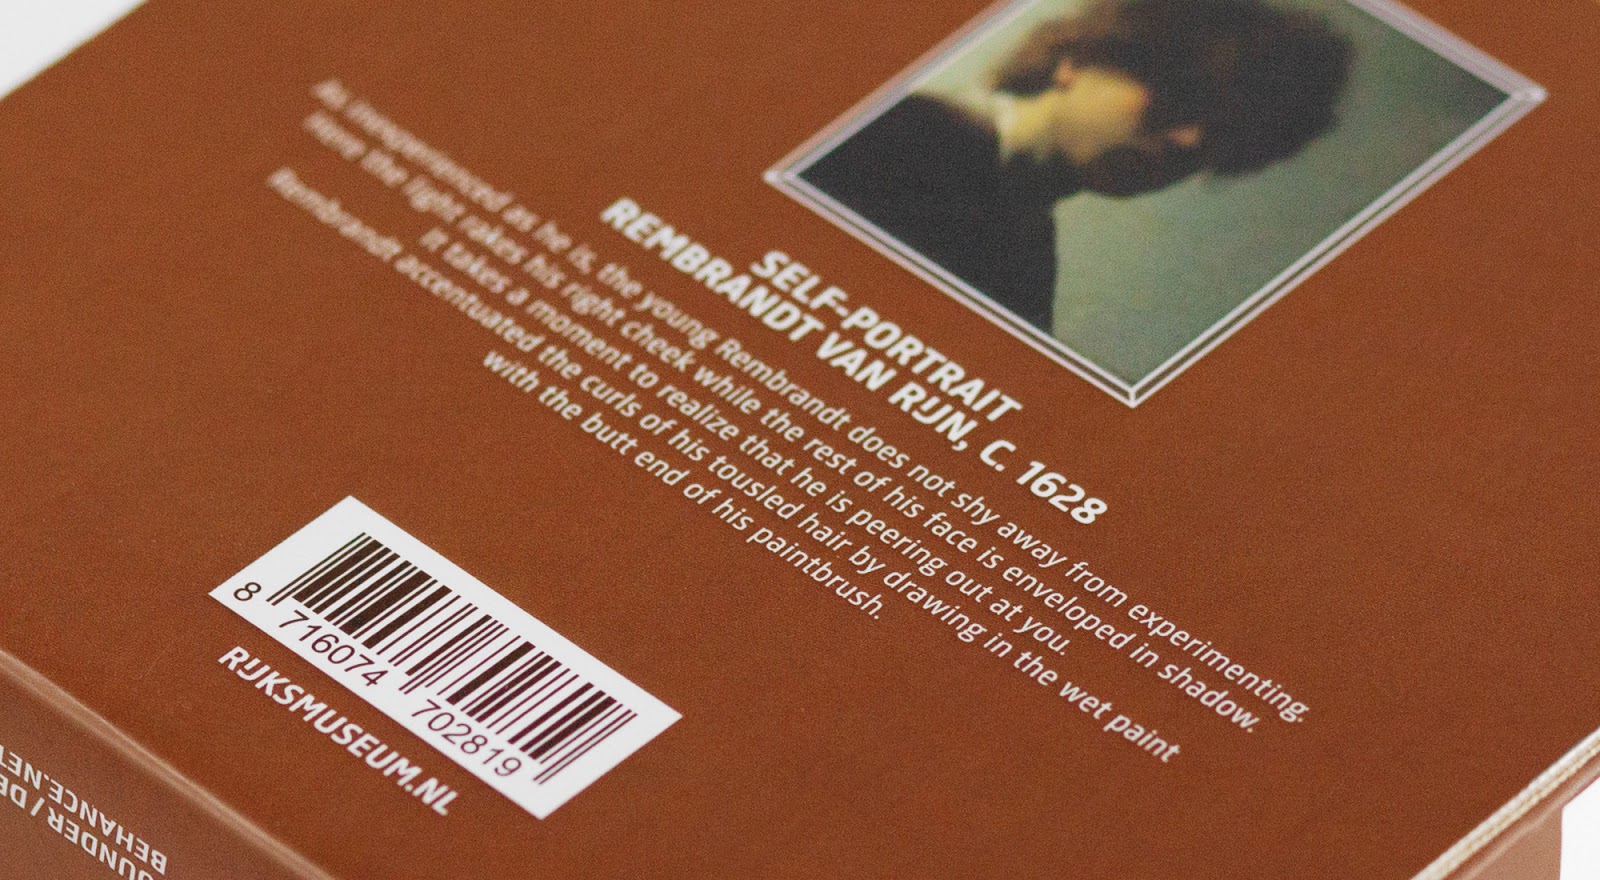 SELF-PORTRAIT
REMBRANDT VAN RIJN, C. 1628
As inexperienced as he is, the young Rembrandt does not shy away from experimenting.
Here the light rakes his right cheek while the rest of his face is enveloped in shadow.
It takes a moment to realize that he is peering out at you.
Rembrandt accentuated the curls of his tousled hair by drawing in the wet paint
with the butt end of his paintbrush.
8 716074 702819
RIJKSMUSEUM.NL
BEHANCE.NET